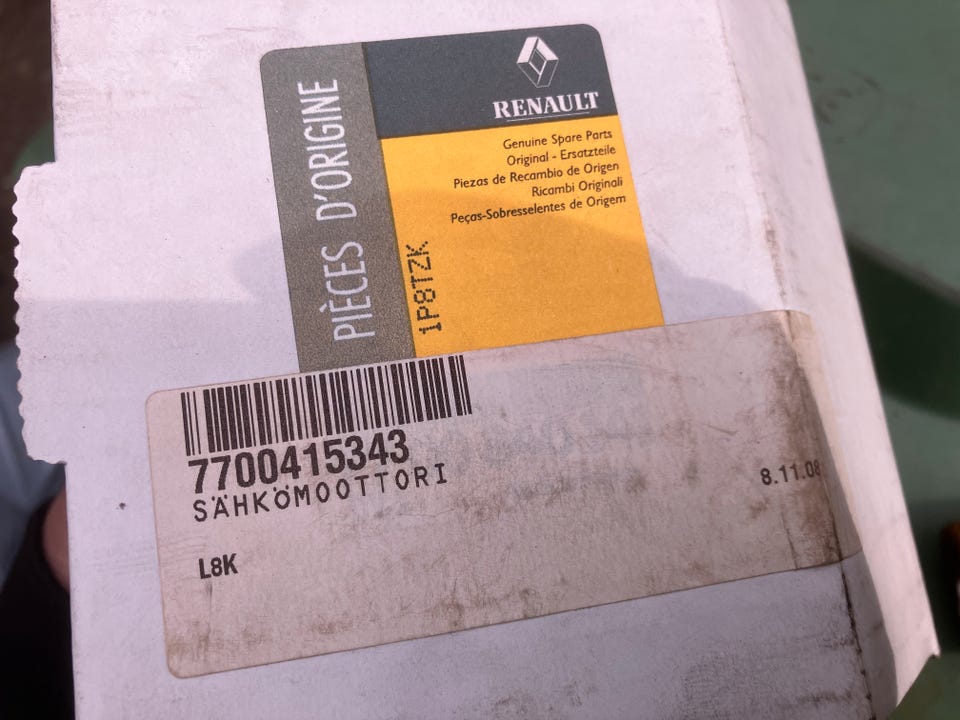 PIÈCES D'ORIGINE
RENAULT
Genuine Spare Parts
Original - Ersatzteile
Piezas de Recambio de Origen
Ricambi Originali
Peças-Sobresselentes de Origem
1P8TZK
7700415343
SÄHKÖMOOTTORI
8.11.08
L8K